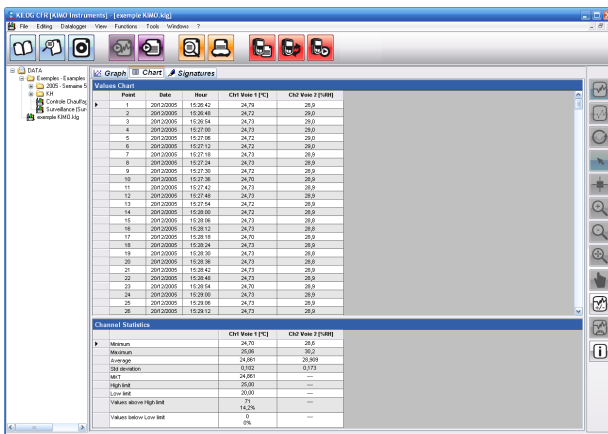 KILOG CFR [KIMO Instruments] - [exemple KIMO.klg]
File Editing Datalogger View Functions Tools Windows ?
DATA
Exemples - Examples
2005 - Semaine 5
KH
Controle Chauffag
Surveillance (Sur
exemple KIMO.klg
Graph Chart Signatures
Values Chart
Point Date Hour Ch1 Voie 1 [°C] Ch2 Voie 2 [%RH]
1 20/12/2005 15:26:42 24,79 28,9
2 20/12/2005 15:26:48 24,72 29,0
3 20/12/2005 15:26:54 24,73 29,0
4 20/12/2005 15:27:00 24,73 29,0
5 20/12/2005 15:27:06 24,72 29,0
6 20/12/2005 15:27:12 24,72 29,0
7 20/12/2005 15:27:18 24,73 28,9
8 20/12/2005 15:27:24 24,73 28,9
9 20/12/2005 15:27:30 24,72 28,9
10 20/12/2005 15:27:36 24,70 28,9
11 20/12/2005 15:27:42 24,73 28,9
12 20/12/2005 15:27:48 24,73 28,9
13 20/12/2005 15:27:54 24,72 28,9
14 20/12/2005 15:28:00 24,72 28,9
15 20/12/2005 15:28:06 24,73 28,8
16 20/12/2005 15:28:12 24,73 28,8
17 20/12/2005 15:28:18 24,70 28,9
18 20/12/2005 15:28:24 24,73 28,9
19 20/12/2005 15:28:30 24,73 28,8
20 20/12/2005 15:28:36 24,73 28,8
21 20/12/2005 15:28:42 24,73 28,9
22 20/12/2005 15:28:48 24,73 28,9
23 20/12/2005 15:28:54 24,70 28,9
24 20/12/2005 15:29:00 24,73 28,9
25 20/12/2005 15:29:06 24,73 28,9
26 20/12/2005 15:29:12 24,73 28,8
Channel Statistics
Ch1 Voie 1 [°C] Ch2 Voie 2 [%RH]
Minimum 24,70 28,6
Maximum 25,06 30,2
Average 24,861 28,909
Std deviation 0,102 0,173
MKT 24,861 ---
High limit 25,00 ---
Low limit 20,00 ---
Values above High limit 71 ---
14,2%
Values below Low limit 0 ---
0%